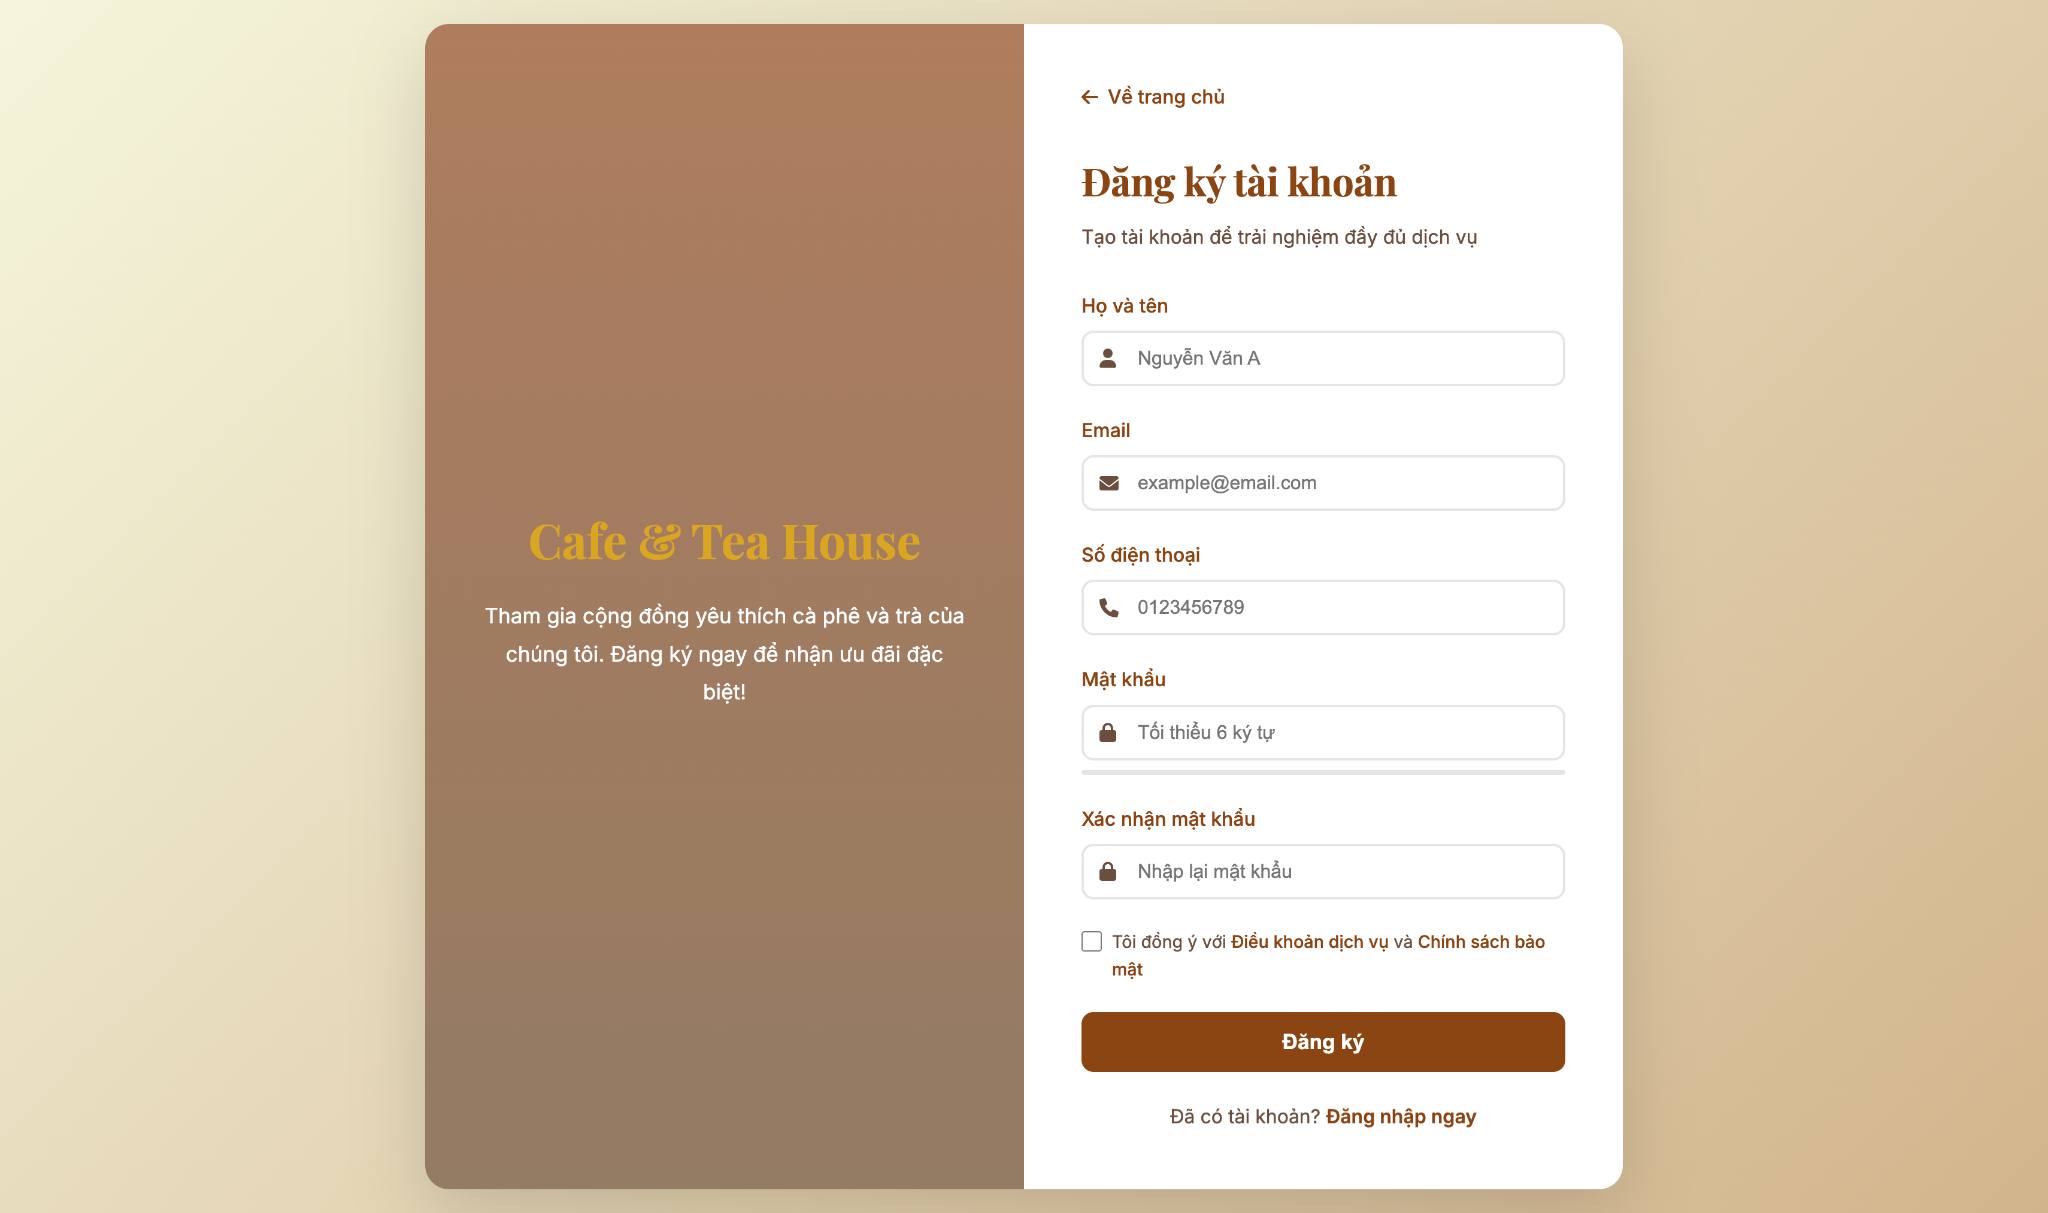 Cafe & Tea House
Tham gia cộng đồng yêu thích cà phê và trà của
chúng tôi. Đăng ký ngay để nhận ưu đãi đặc
biệt!
Về trang chủ
Đăng ký tài khoản
Tạo tài khoản để trải nghiệm đầy đủ dịch vụ
Họ và tên
Nguyễn Văn A
Email
example@email.com
Số điện thoại
0123456789
Mật khẩu
Tối thiểu 6 ký tự
Xác nhận mật khẩu
Nhập lại mật khẩu
Tôi đồng ý với Điều khoản dịch vụ và Chính sách bảo
mật
Đăng ký
Đã có tài khoản? Đăng nhập ngay